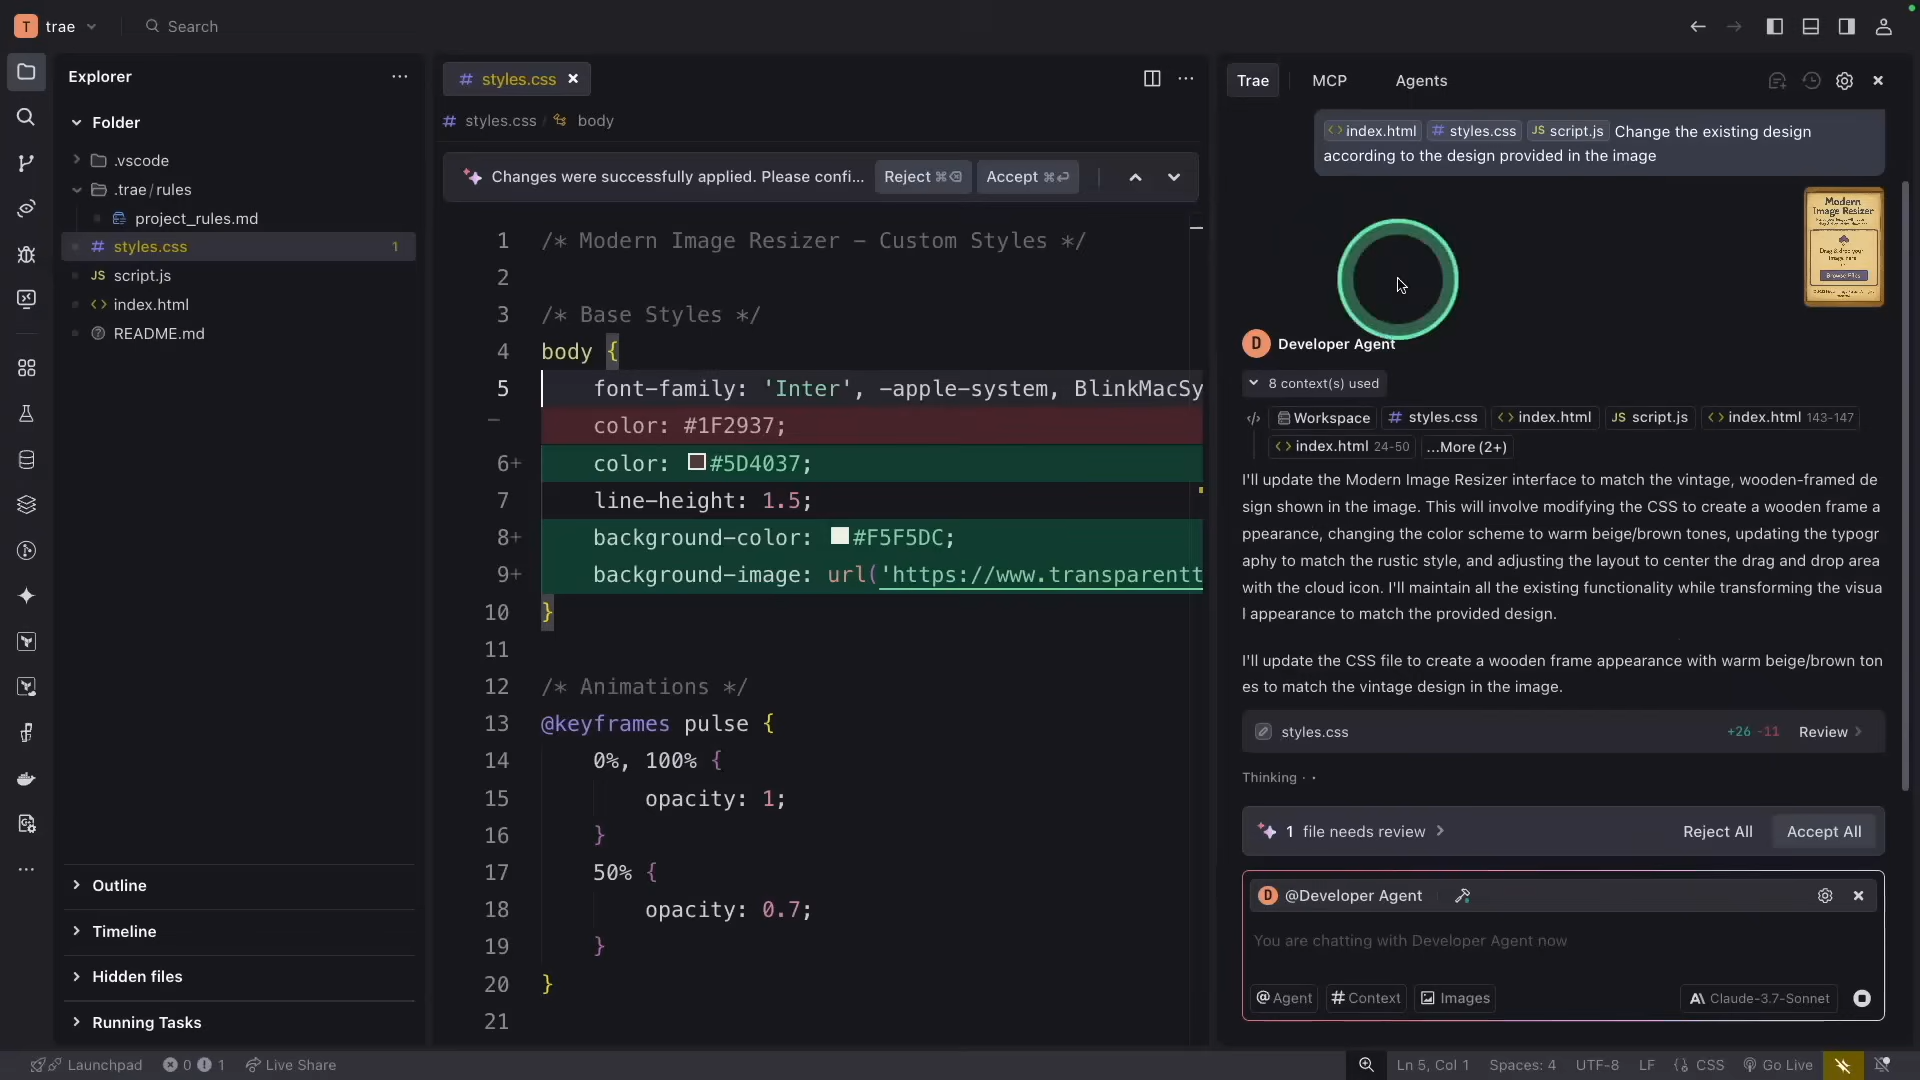 T trae
Search
Explorer
Folder
.vscode
.trae/rules
project_rules.md
# styles.css 1
JS script.js
<> index.html
README.md
Outline
Timeline
Hidden files
Running Tasks
# styles.css
# styles.css body
Changes were successfully applied. Please confi... Reject ⌘⌫ Accept ⌘⏎
1 /* Modern Image Resizer – Custom Styles */
2
3 /* Base Styles */
4 body {
5 font-family: 'Inter', -apple-system, BlinkMacSy
color: #1F2937;
6+ color: #5D4037;
7 line-height: 1.5;
8+ background-color: #F5F5DC;
9+ background-image: url('https://www.transparentt
10 }
11
12 /* Animations */
13 @keyframes pulse {
14 0%, 100% {
15 opacity: 1;
16 }
17 50% {
18 opacity: 0.7;
19 }
20 }
21
Trae MCP Agents
<> index.html # styles.css JS script.js Change the existing design
according to the design provided in the image
Modern
Image Resizer
Drag & drop your
image here
Browse Files
D Developer Agent
8 context(s) used
Workspace # styles.css <> index.html JS script.js <> index.html 143-147
<> index.html 24-50 ...More (2+)
I'll update the Modern Image Resizer interface to match the vintage, wooden-framed de
sign shown in the image. This will involve modifying the CSS to create a wooden frame a
ppearance, changing the color scheme to warm beige/brown tones, updating the typogr
aphy to match the rustic style, and adjusting the layout to center the drag and drop area
with the cloud icon. I'll maintain all the existing functionality while transforming the visua
l appearance to match the provided design.
I'll update the CSS file to create a wooden frame appearance with warm beige/brown ton
es to match the vintage design in the image.
styles.css +26 -11 Review
Thinking · ·
1 file needs review Reject All Accept All
D @Developer Agent
You are chatting with Developer Agent now
@ Agent # Context Images Claude-3.7-Sonnet
Launchpad 0 1 Live Share
Ln 5, Col 1 Spaces: 4 UTF-8 LF {} CSS Go Live